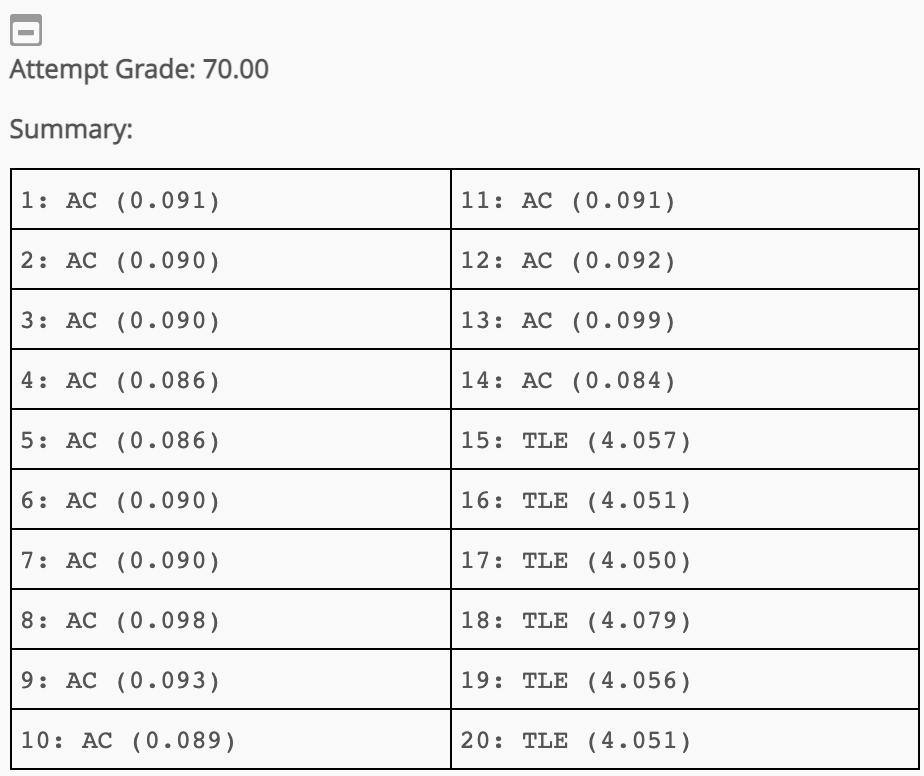 Attempt Grade: 70.00
Summary:
1: AC (0.091)
11: AC (0.091)
2: AC (0.090)
12: AC (0.092)
3: AC (0.090)
13: AC (0.099)
4: AC (0.086)
14: AC (0.084)
5: AC (0.086)
15: TLE (4.057)
6: AC (0.090)
16: TLE (4.051)
7: AC (0.090)
17: TLE (4.050)
8: AC (0.098)
18: TLE (4.079)
9: AC (0.093)
19: TLE (4.056)
10: AC (0.089)
20: TLE (4.051)